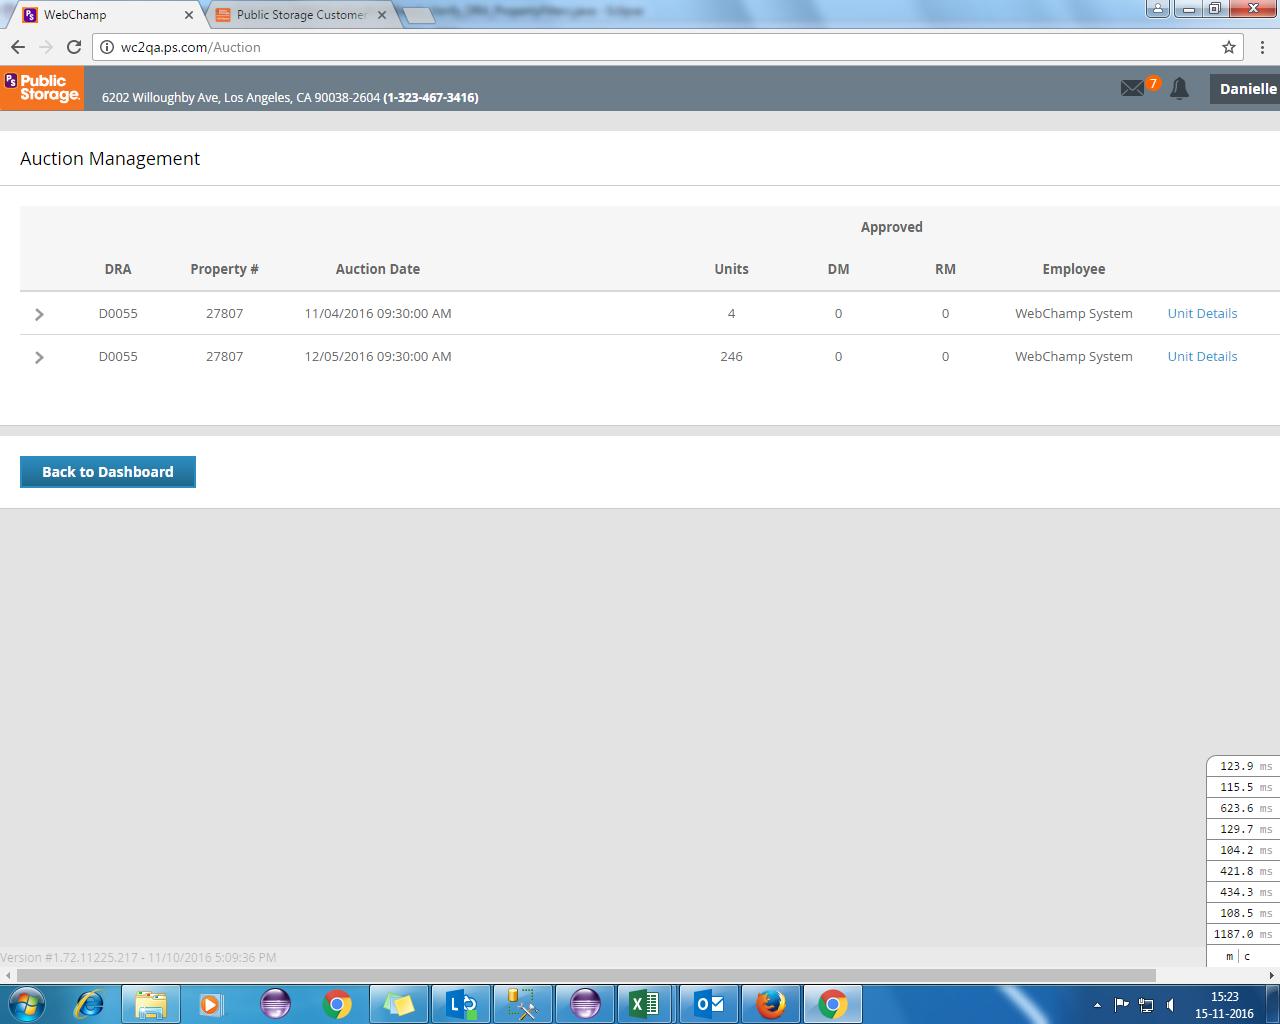 WebChamp
Public Storage Customer
wc2qa.ps.com/Auction
PS Public Storage.
6202 Willoughby Ave, Los Angeles, CA 90038-2604 (1-323-467-3416)
7
Danielle
Auction Management
Approved
DRA Property # Auction Date Units DM RM Employee
D0055 27807 11/04/2016 09:30:00 AM 4 0 0 WebChamp System Unit Details
D0055 27807 12/05/2016 09:30:00 AM 246 0 0 WebChamp System Unit Details
Back to Dashboard
123.9 ms
115.5 ms
623.6 ms
129.7 ms
104.2 ms
421.8 ms
434.3 ms
108.5 ms
1187.0 ms
m | c
Version #1.72.11225.217 - 11/10/2016 5:09:36 PM
15:23
15-11-2016